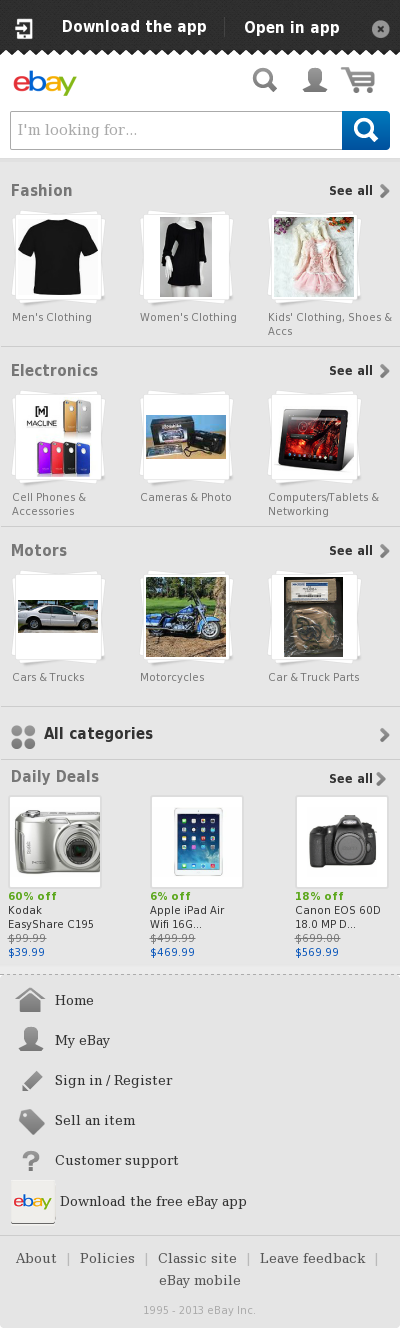 Download the app
Open in app
ebay
I'm looking for...
Fashion
See all
Men's Clothing
Women's Clothing
Kids' Clothing, Shoes &
Accs
Electronics
See all
[M]
MACLINE
Cell Phones &
Accessories
Cameras & Photo
Computers/Tablets &
Networking
Motors
See all
Cars & Trucks
Motorcycles
Car & Truck Parts
All categories
Daily Deals
See all
60% off
Kodak
EasyShare C195
$99.99
$39.99
6% off
Apple iPad Air
Wifi 16G...
$499.99
$469.99
18% off
Canon EOS 60D
18.0 MP D...
$699.00
$569.99
Home
My eBay
Sign in / Register
Sell an item
Customer support
ebay
Download the free eBay app
About | Policies | Classic site | Leave feedback |
eBay mobile
1995 - 2013 eBay Inc.